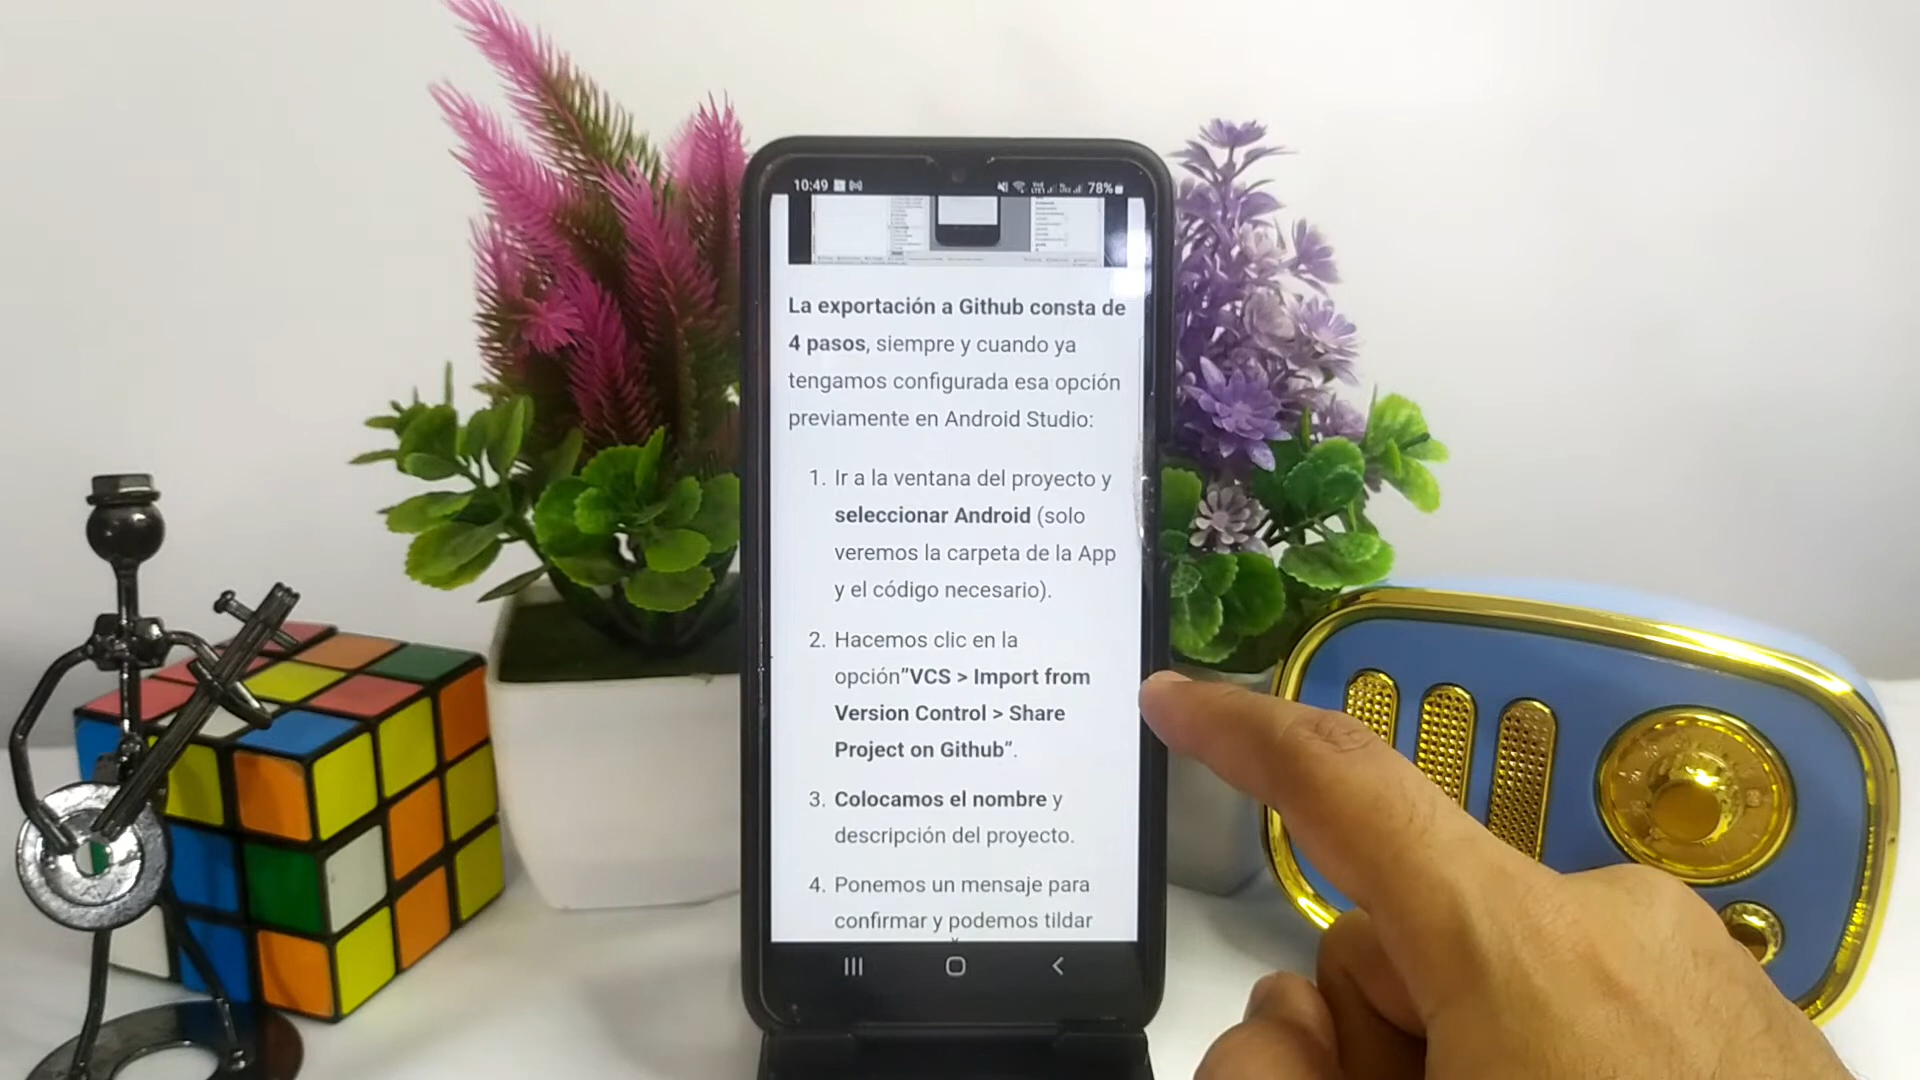 10:49
78%
La exportación a Github consta de
4 pasos, siempre y cuando ya
tengamos configurada esa opción
previamente en Android Studio:
1. Ir a la ventana del proyecto y
seleccionar Android (solo
veremos la carpeta de la App
y el código necesario).
2. Hacemos clic en la
opción”VCS > Import from
Version Control > Share
Project on Github”.
3. Colocamos el nombre y
descripción del proyecto.
4. Ponemos un mensaje para
confirmar y podemos tildar